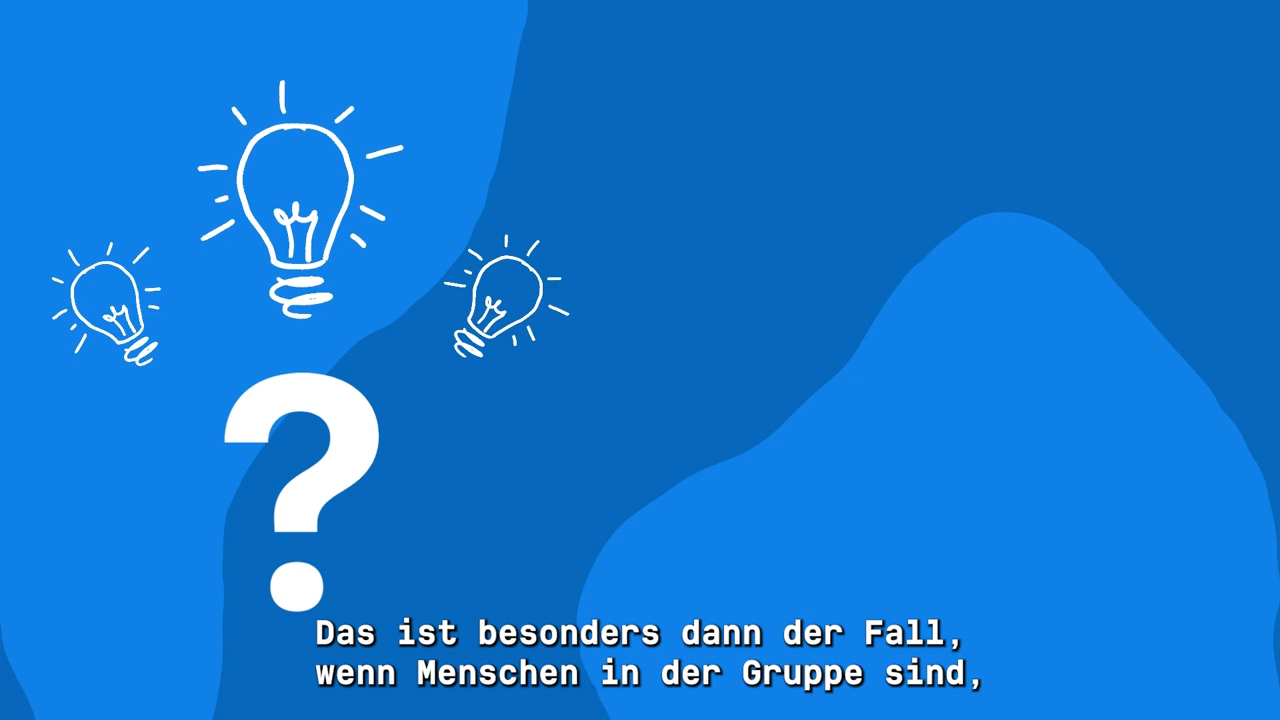 ?
Das ist besonders dann der Fall,
wenn Menschen in der Gruppe sind,